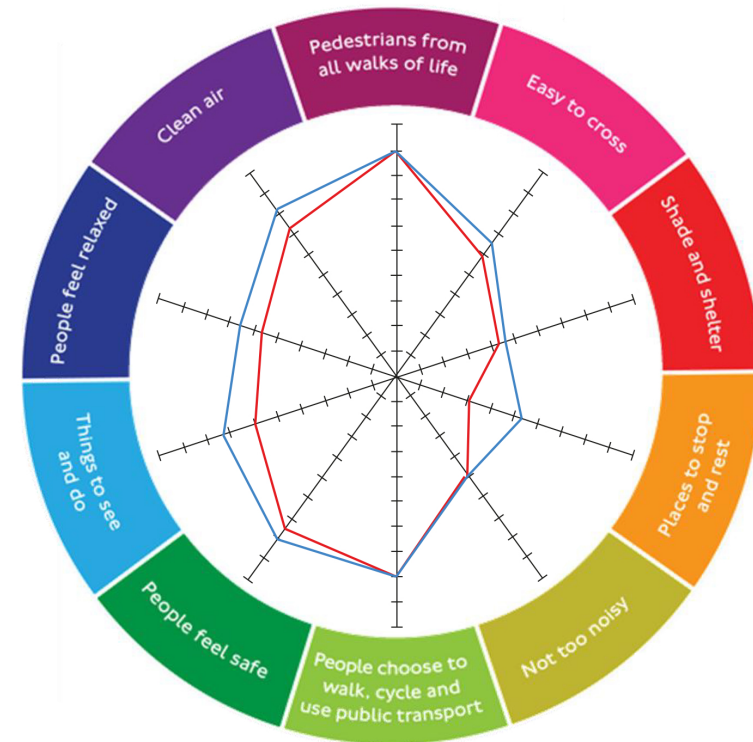 Pedestrians from
all walks of life
Easy to cross
Shade and shelter
Places to stop
and rest
Not too noisy
People choose to
walk, cycle and
use public transport
People feel safe
Things to see
and do
People feel relaxed
Clean air